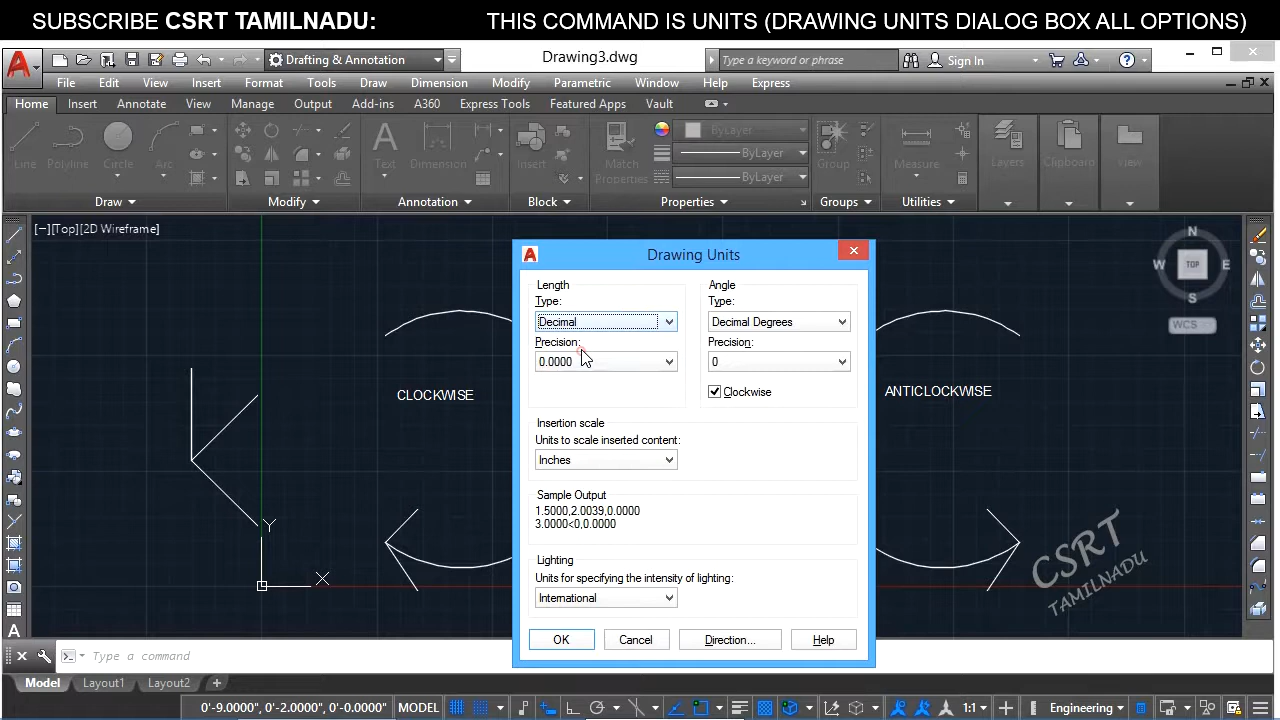 SUBSCRIBE CSRT TAMILNADU: THIS COMMAND IS UNITS (DRAWING UNITS DIALOG BOX ALL OPTIONS)
Drafting & Annotation Drawing3.dwg Type a keyword or phrase Sign In
File Edit View Insert Format Tools Draw Dimension Modify Parametric Window Help Express
Home Insert Annotate View Manage Output Add-ins A360 Express Tools Featured Apps Vault
Line Polyline Circle Arc Text Dimension Insert Match Properties ByLayer ByLayer ByLayer Group Measure Layers Clipboard View
Draw Modify Annotation Block Properties Groups Utilities
[−][Top][2D Wireframe]
N
W TOP E
S
WCS
CLOCKWISE
ANTICLOCKWISE
Y
X
Drawing Units
Length
Type:
Decimal
Precision:
0.0000
Angle
Type:
Decimal Degrees
Precision:
0
Clockwise
Insertion scale
Units to scale inserted content:
Inches
Sample Output
1.5000,2.0039,0.0000
3.0000<0,0.0000
Lighting
Units for specifying the intensity of lighting:
International
OK Cancel Direction... Help
CSRT
TAMILNADU
Type a command
Model Layout1 Layout2 +
0'-9.0000", 0'-2.0000", 0'-0.0000" MODEL 1:1 Engineering